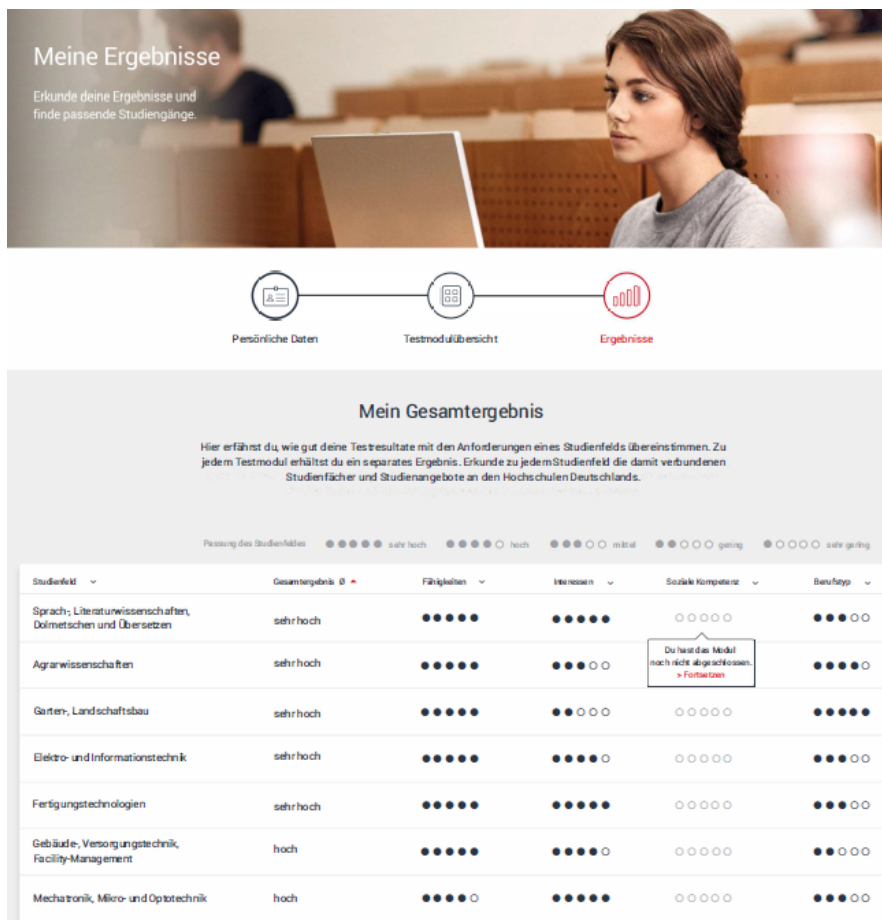 Meine Ergebnisse
Erkunde deine Ergebnisse und
finde passende Studiengänge.
Persönliche Daten
Testmodulübersicht
Ergebnisse
Mein Gesamtergebnis
Hier erfährst du, wie gut deine Testresultate mit den Anforderungen eines Studienfelds übereinstimmen. Zu
jedem Testmodul erhältst du ein separates Ergebnis. Erkunde zu jedem Studienfeld die damit verbundenen
Studienfächer und Studienangebote an den Hochschulen Deutschlands.
Passung des Studienfeldes sehr hoch hoch mittel gering sehr gering
Studienfeld Gesamtergebnis Ø Fähigkeiten Interessen Soziale Kompetenz Berufstyp
Sprach-, Literaturwissenschaften,
Dolmetschen und Übersetzen
sehr hoch
Du hast das Modul
noch nicht abgeschlossen.
> Fortsetzen
Agrarwissenschaften sehr hoch
Garten-, Landschaftsbau sehr hoch
Elektro- und Informationstechnik sehr hoch
Fertigungstechnologien sehr hoch
Gebäude-, Versorgungstechnik,
Facility-Management
hoch
Mechatronik, Mikro- und Optotechnik hoch